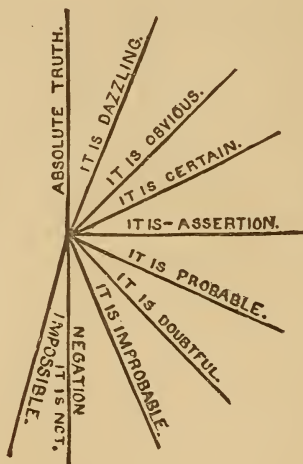 ABSOLUTE TRUTH.
IT IS DAZZLING.
IT IS OBVIOUS.
IT IS CERTAIN.
IT IS-ASSERTION.
IT IS PROBABLE.
IT IS DOUBTFUL.
IT IS IMPROBABLE.
NEGATION
IT IS NOT.
IMPOSSIBLE.